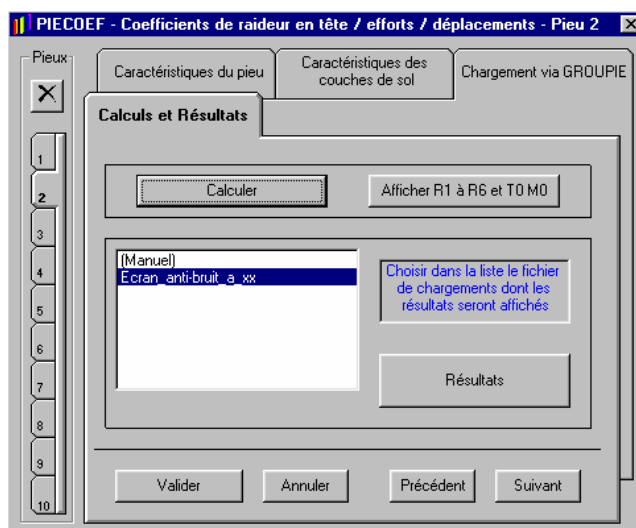 PIECOEF - Coefficients de raideur en tête / efforts / déplacements - Pieu 2
Pieux
Caractéristiques du pieu
Caractéristiques des
couches de sol
Chargement via GROUPIE
Calculs et Résultats
1
2
3
4
5
6
7
8
9
10
Calculer
Afficher R1 à R6 et T0 M0
(Manuel)
Ecran_anti-bruit_a_xx
Choisir dans la liste le fichier
de chargements dont les
résultats seront affichés
Résultats
Valider
Annuler
Précédent
Suivant